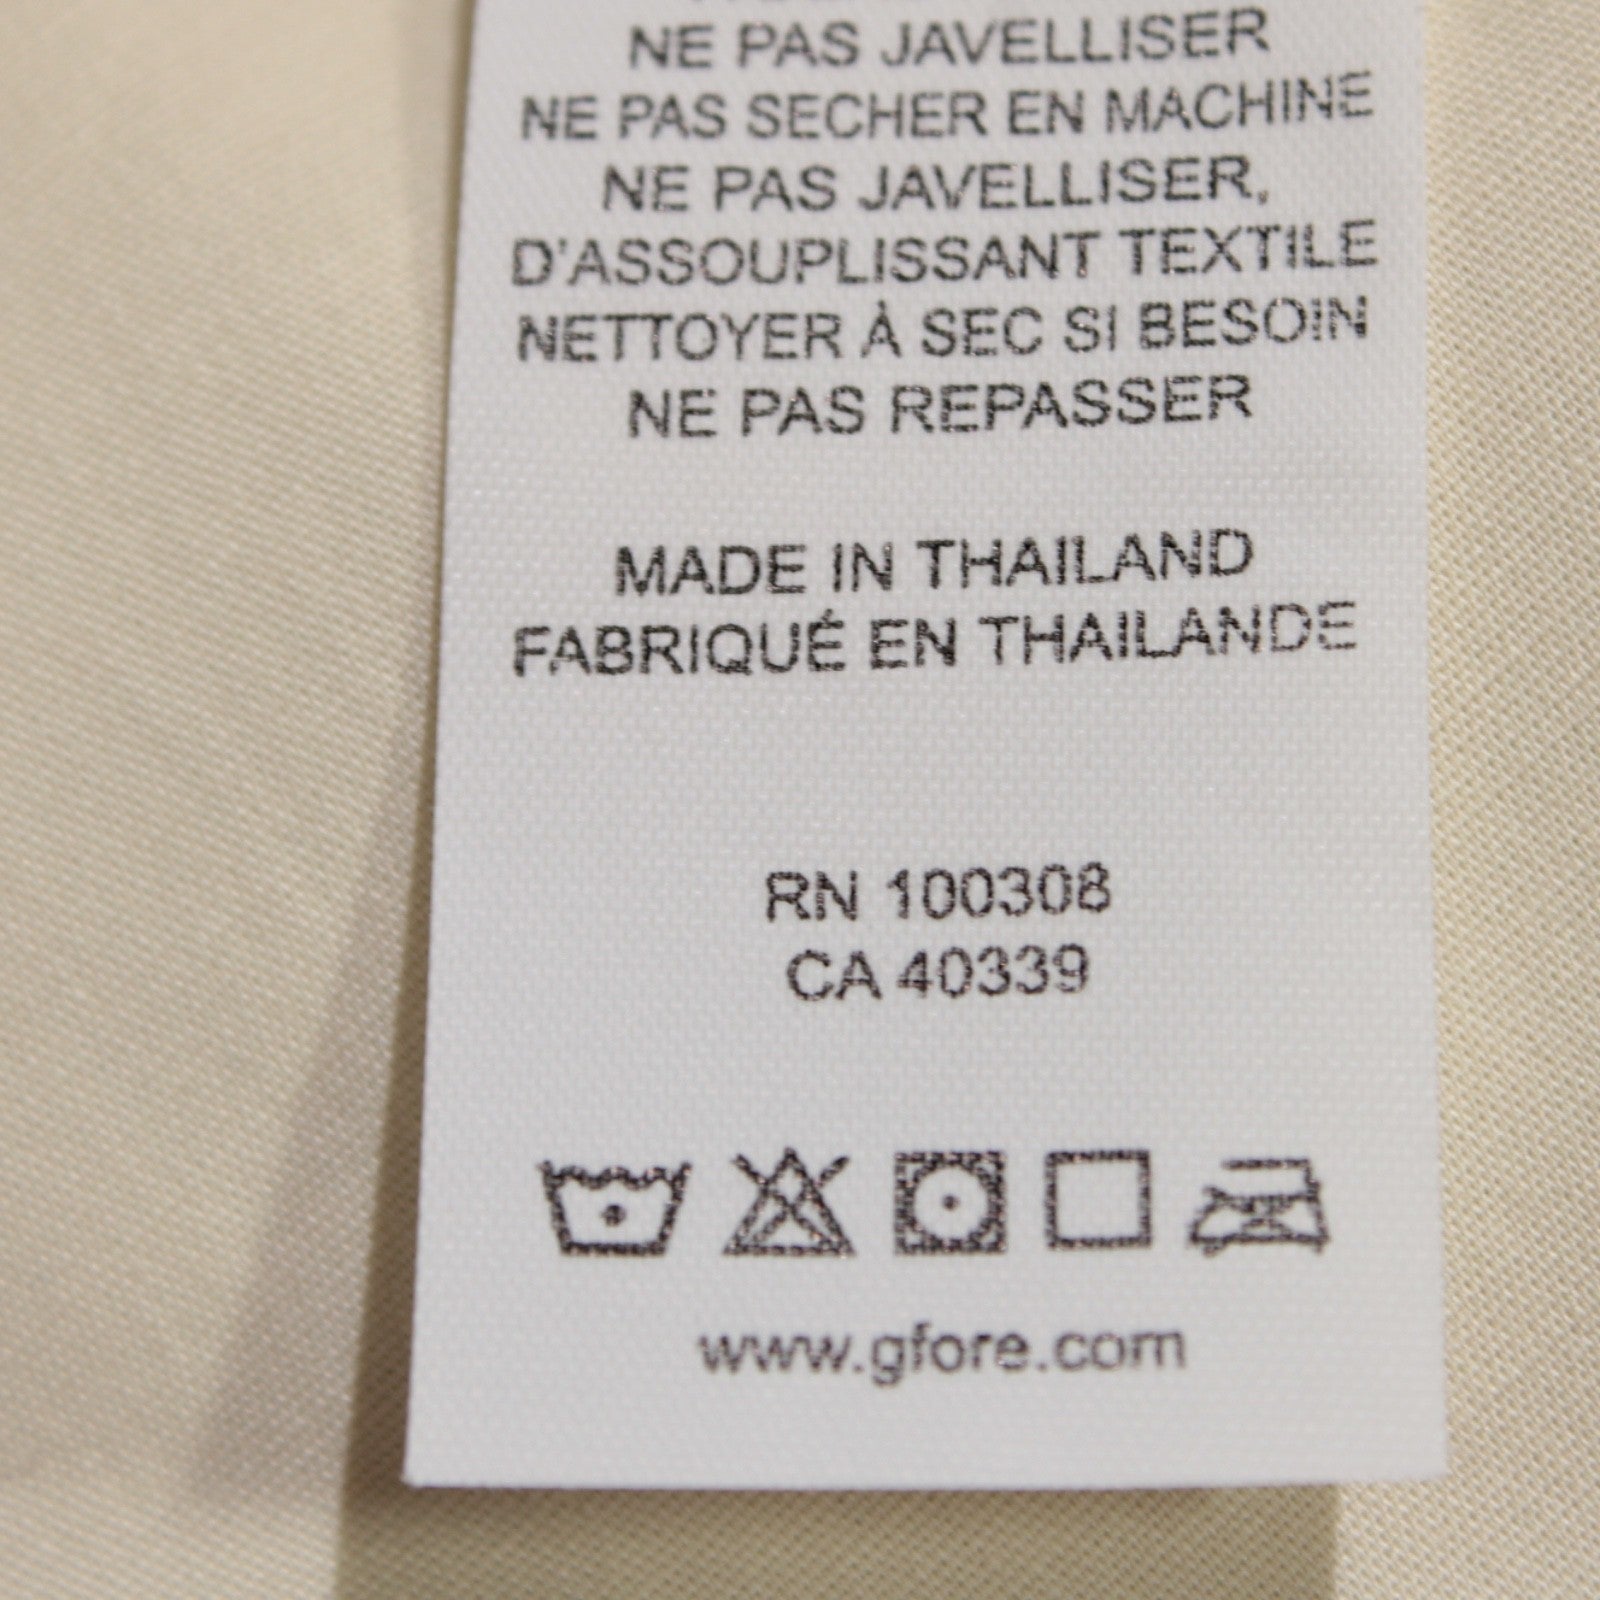 NE PAS JAVELLISER
NE PAS SECHER EN MACHINE
NE PAS JAVELLISER,
D'ASSOUPLISSANT TEXTILE
NETTOYER À SEC SI BESOIN
NE PAS REPASSER
MADE IN THAILAND
FABRIQUÉ EN THAILANDE
RN 100308
CA 40339
www.gfore.com